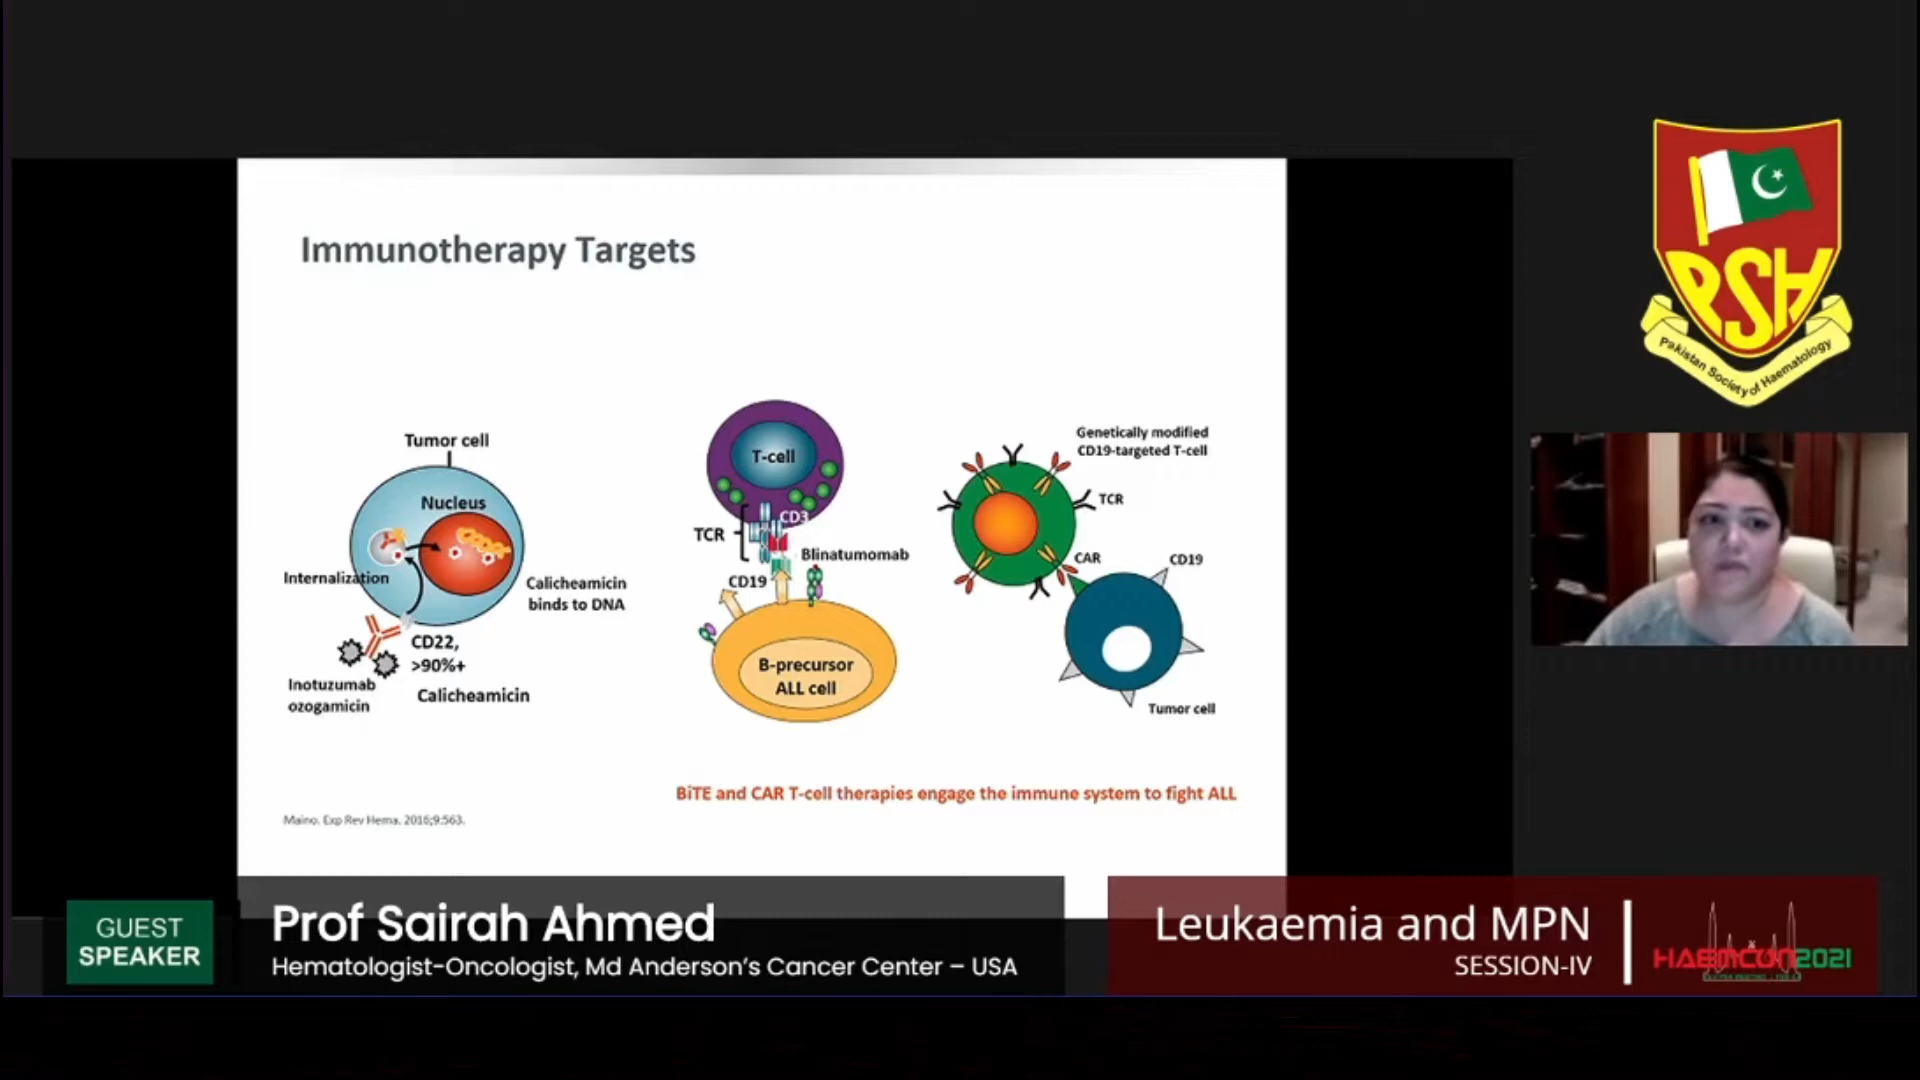 Immunotherapy Targets
Tumor cell
Nucleus
Internalization
Calicheamicin
binds to DNA
CD22,
>90%+
Inotuzumab
ozogamicin
Calicheamicin
T-cell
CD3
TCR
Blinatumomab
CD19
B-precursor
ALL cell
Genetically modified
CD19-targeted T-cell
TCR
CAR
CD19
Tumor cell
BiTE and CAR T-cell therapies engage the immune system to fight ALL
Maino. Exp Rev Hema. 2016;9:563.
PSH
Pakistan Society of Haematology
GUEST
SPEAKER
Prof Sairah Ahmed
Hematologist-Oncologist, Md Anderson's Cancer Center – USA
Leukaemia and MPN
SESSION-IV
HAEMCON2021